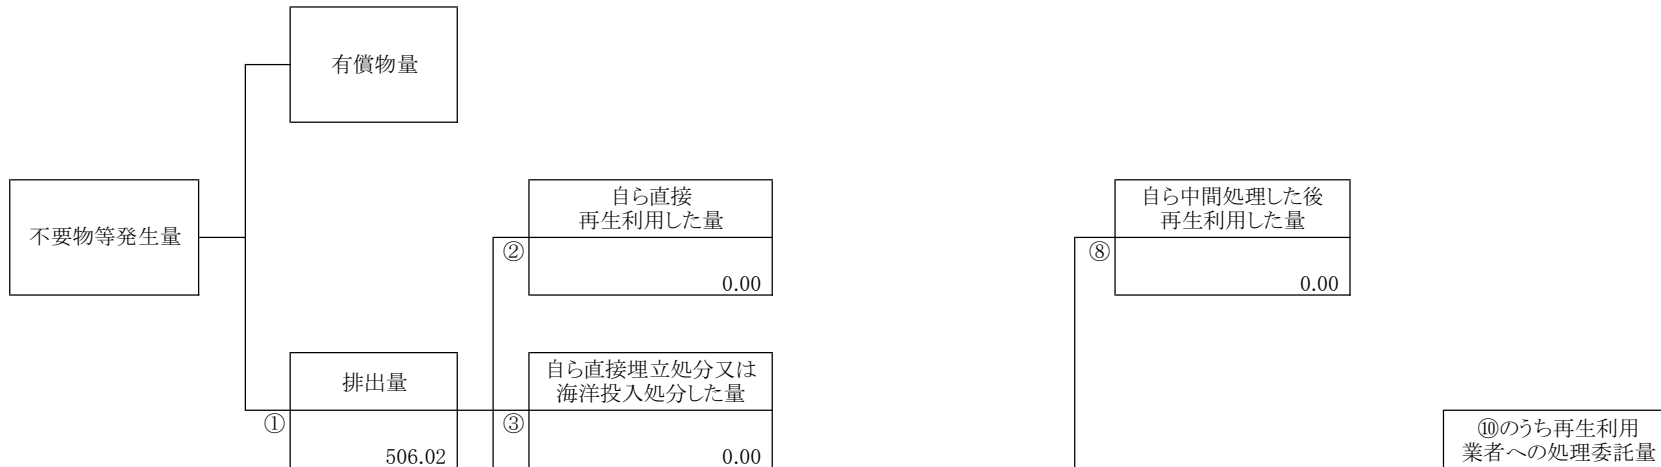 有償物量
不要物等発生量
自ら直接
再生利用した量
②
0.00
自ら中間処理した後
再生利用した量
⑧
0.00
排出量
①
506.02
自ら直接埋立処分又は
海洋投入処分した量
③
0.00
⑩のうち再生利用
業者への処理委託量